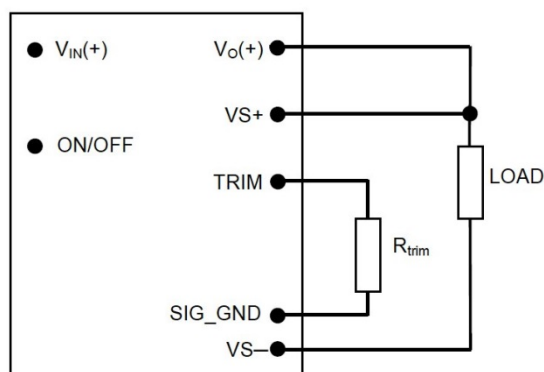 V_IN(+)
V_O(+)
VS+
ON/OFF
TRIM
LOAD
R_trim
SIG_GND
VS─